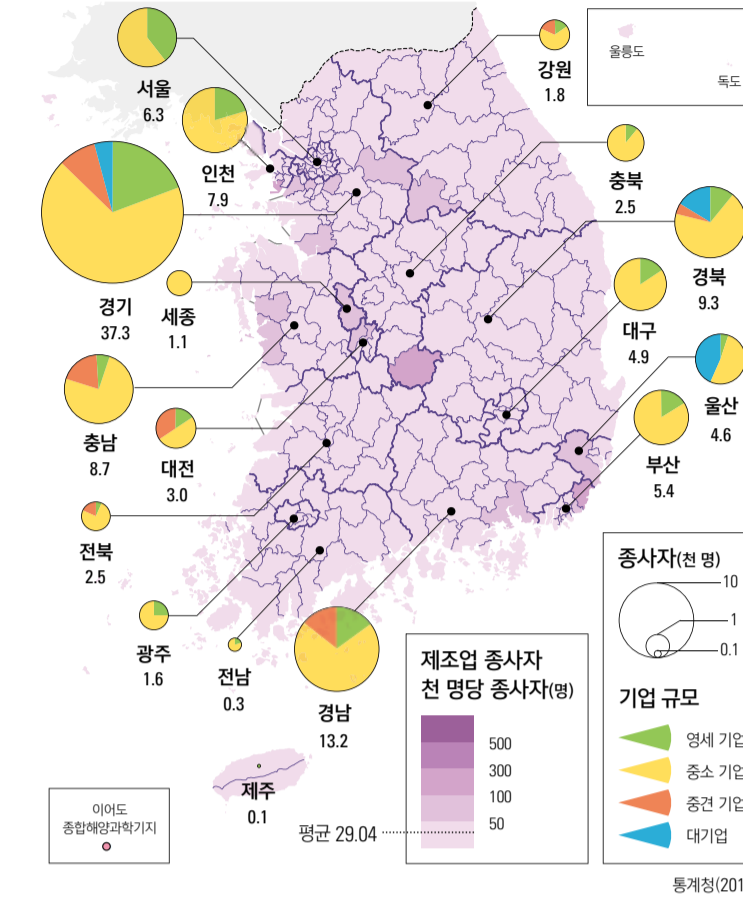 서울
6.3
강원
1.8
울릉도
독도
인천
7.9
충북
2.5
경기
37.3
세종
1.1
경북
9.3
대구
4.9
충남
8.7
대전
3.0
울산
4.6
부산
5.4
전북
2.5
광주
1.6
전남
0.3
경남
13.2
제주
0.1
이어도
종합해양과학기지
평균 29.04
제조업 종사자
천 명당 종사자(명)
500
300
100
50
종사자(천 명)
10
1
0.1
기업 규모
영세 기업
중소 기업
중견 기업
대기업
통계청(201